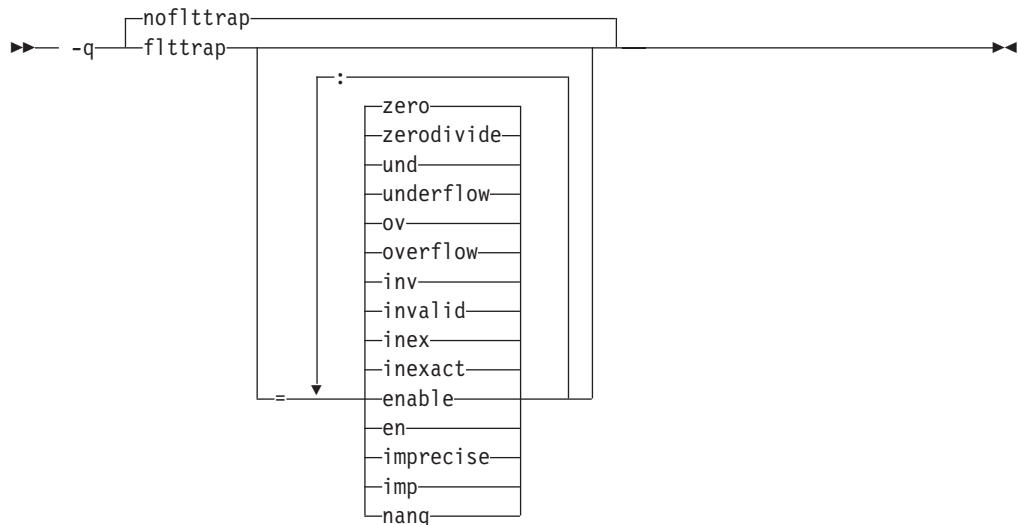 noflttrap
-q flttrap
:
zero
zerodivide
und
underflow
ov
overflow
inv
invalid
inex
inexact
= enable
en
imprecise
imp
nanq